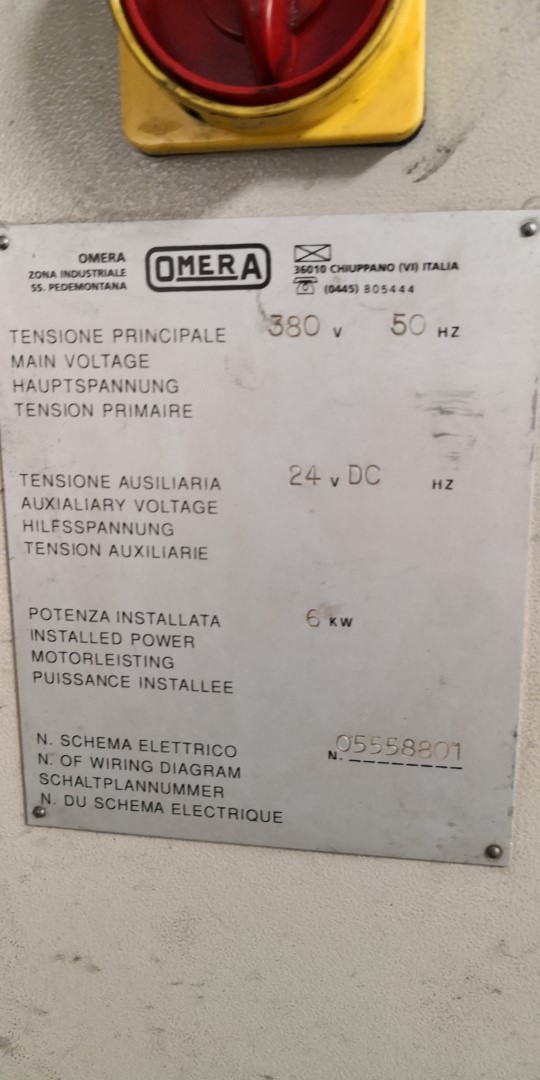 OMERA
ZONA INDUSTRIALE
SS. PEDEMONTANA
OMERA
36010 CHIUPPANO (VI) ITALIA
(0445) 805444
TENSIONE PRINCIPALE 380 V 50 HZ
MAIN VOLTAGE
HAUPTSPANNUNG
TENSION PRIMAIRE
TENSIONE AUSILIARIA 24 V DC HZ
AUXIALIARY VOLTAGE
HILFSSPANNUNG
TENSION AUXILIARIE
POTENZA INSTALLATA 6 KW
INSTALLED POWER
MOTORLEISTING
PUISSANCE INSTALLEE
N. SCHEMA ELETTRICO N. 05558801
N. OF WIRING DIAGRAM
SCHALTPLANNUMMER
N. DU SCHEMA ELECTRIQUE